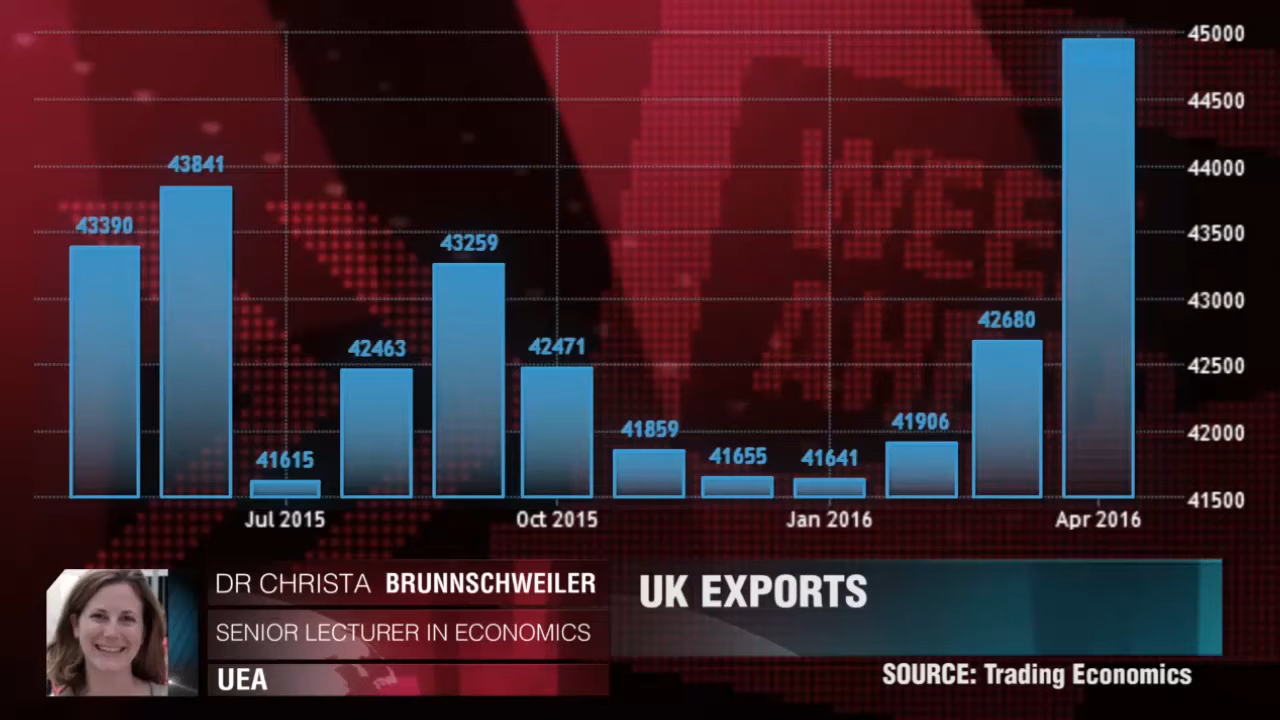 45000
44500
44000
43500
43000
42500
42000
41500
43390
43841
41615
42463
43259
42471
41859
41655
41641
41906
42680
Jul 2015
Oct 2015
Jan 2016
Apr 2016
DR CHRISTA BRUNNSCHWEILER
SENIOR LECTURER IN ECONOMICS
UEA
UK EXPORTS
SOURCE: Trading Economics